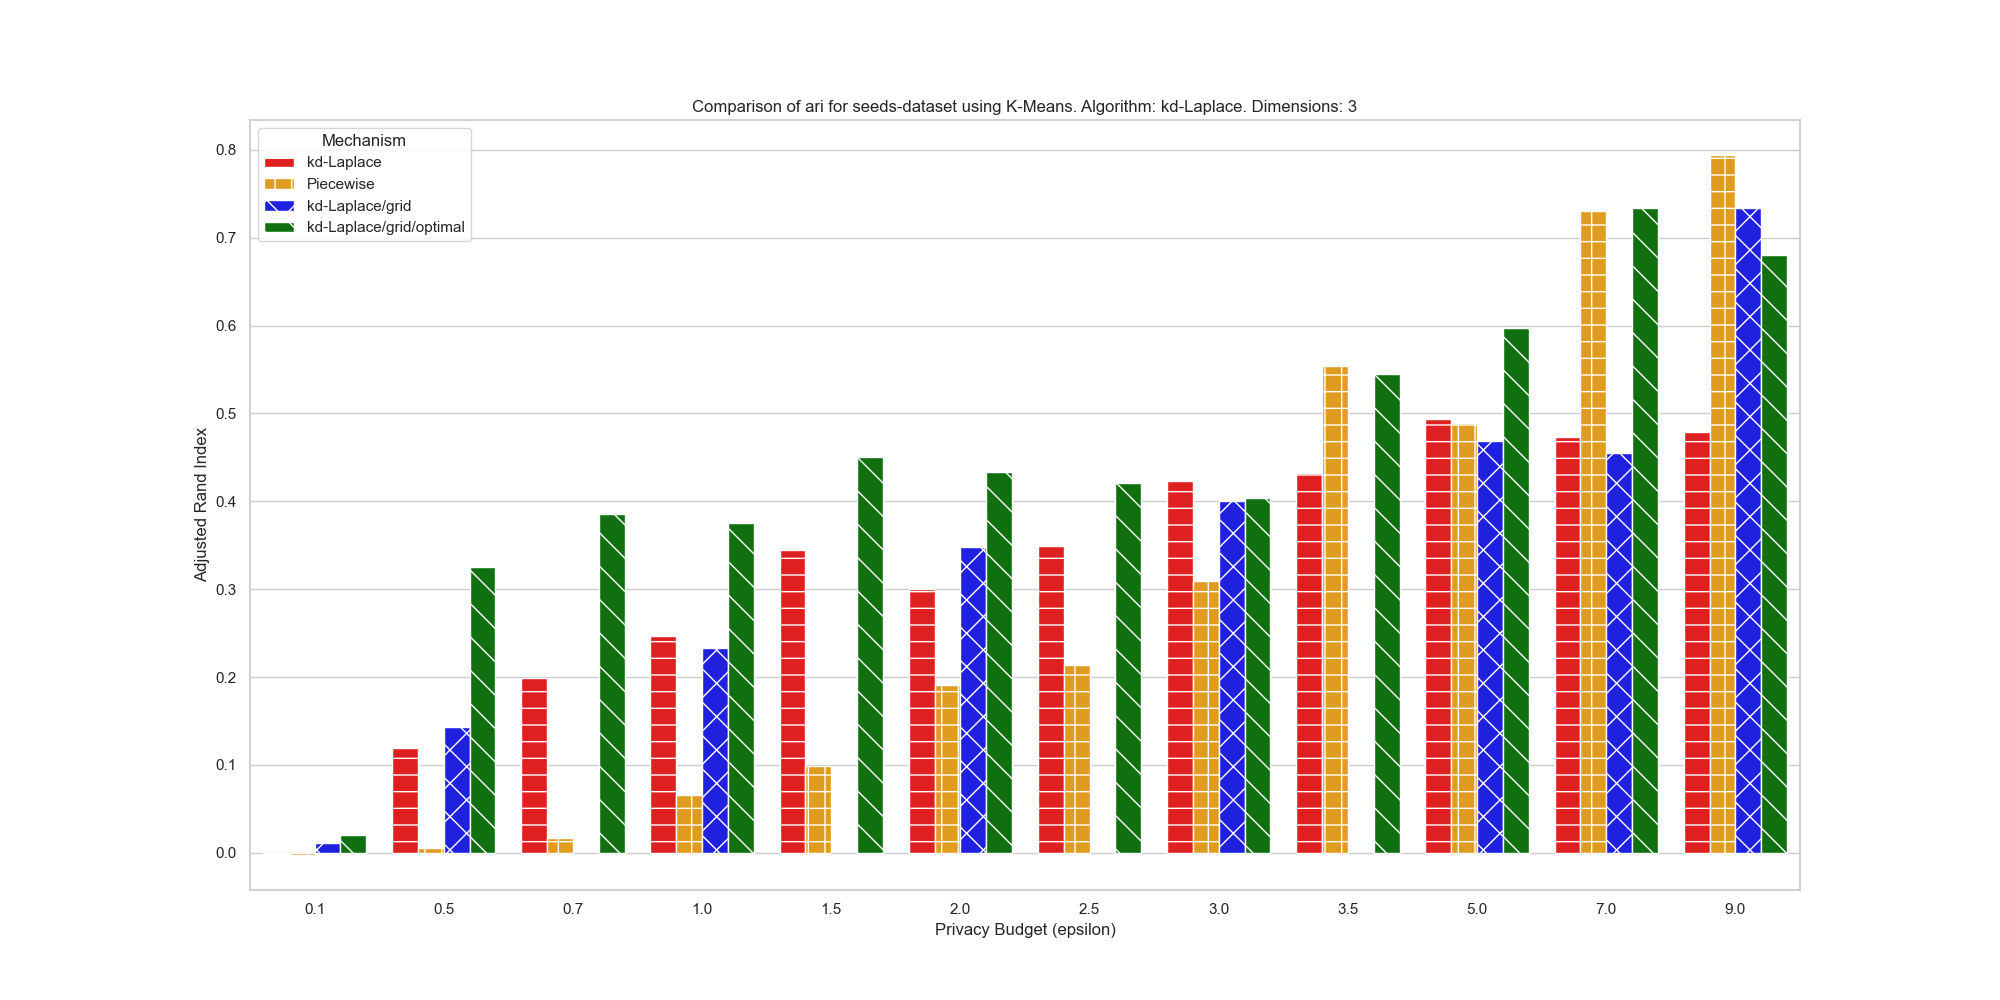 Comparison of ari for seeds-dataset using K-Means. Algorithm: kd-Laplace. Dimensions: 3
Mechanism
kd-Laplace
Piecewise
kd-Laplace/grid
kd-Laplace/grid/optimal
Adjusted Rand Index
0.8
0.7
0.6
0.5
0.4
0.3
0.2
0.1
0.0
0.1 0.5 0.7 1.0 1.5 2.0 2.5 3.0 3.5 5.0 7.0 9.0
Privacy Budget (epsilon)